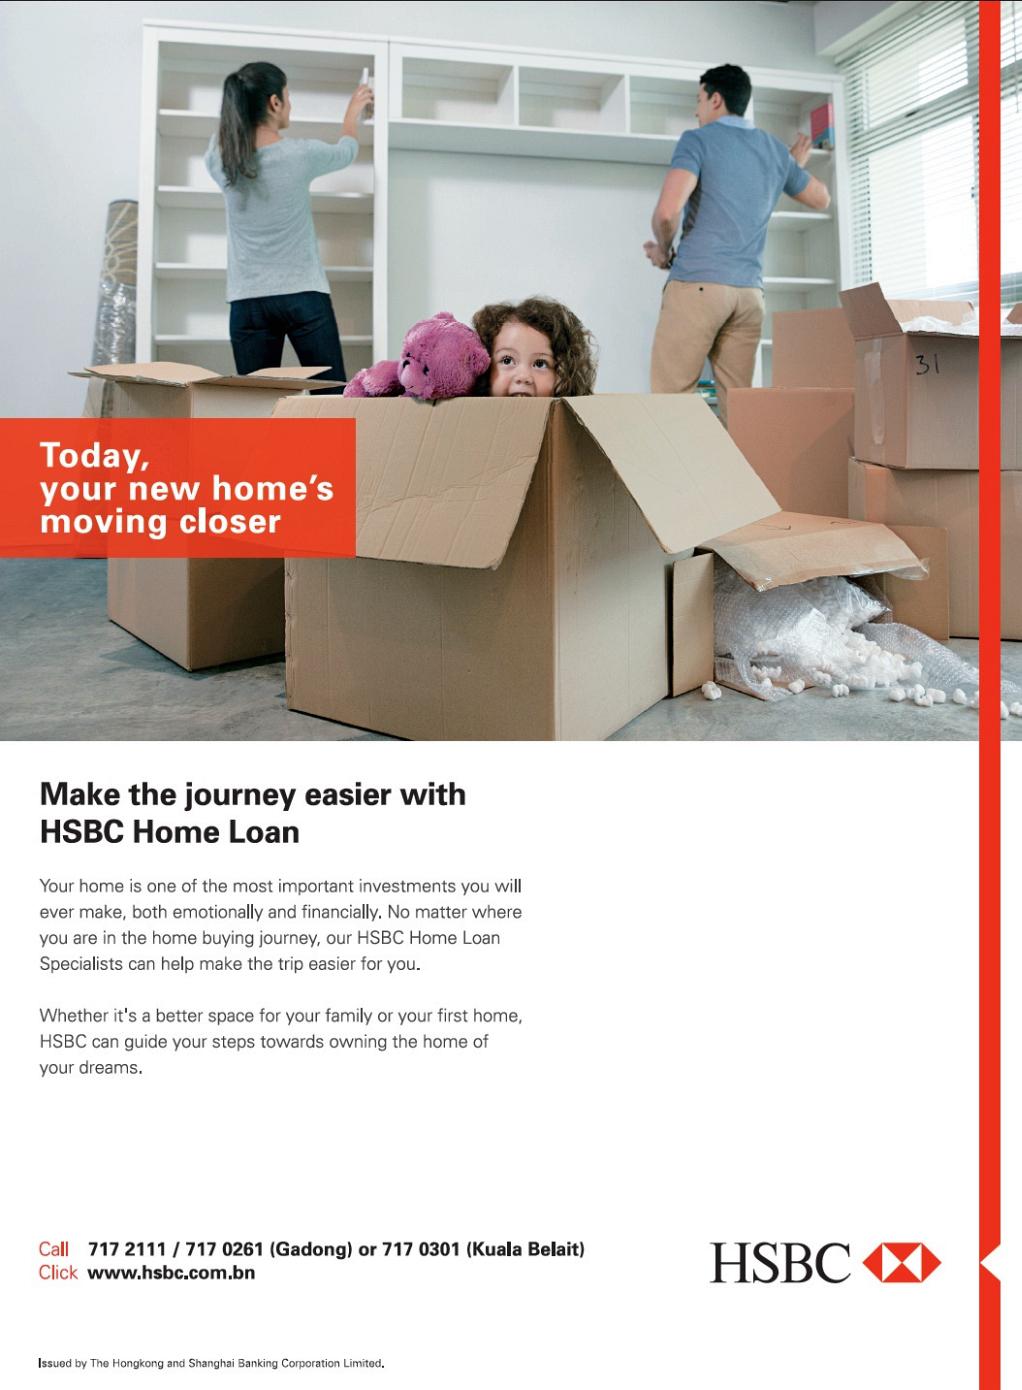 31
Today,
your new home's
moving closer
Make the journey easier with
HSBC Home Loan
Your home is one of the most important investments you will
ever make, both emotionally and financially. No matter where
you are in the home buying journey, our HSBC Home Loan
Specialists can help make the trip easier for you.
Whether it's a better space for your family or your first home,
HSBC can guide your steps towards owning the home of
your dreams.
Call 717 2111 / 717 0261 (Gadong) or 717 0301 (Kuala Belait)
Click www.hsbc.com.bn
HSBC
Issued by The Hongkong and Shanghai Banking Corporation Limited.